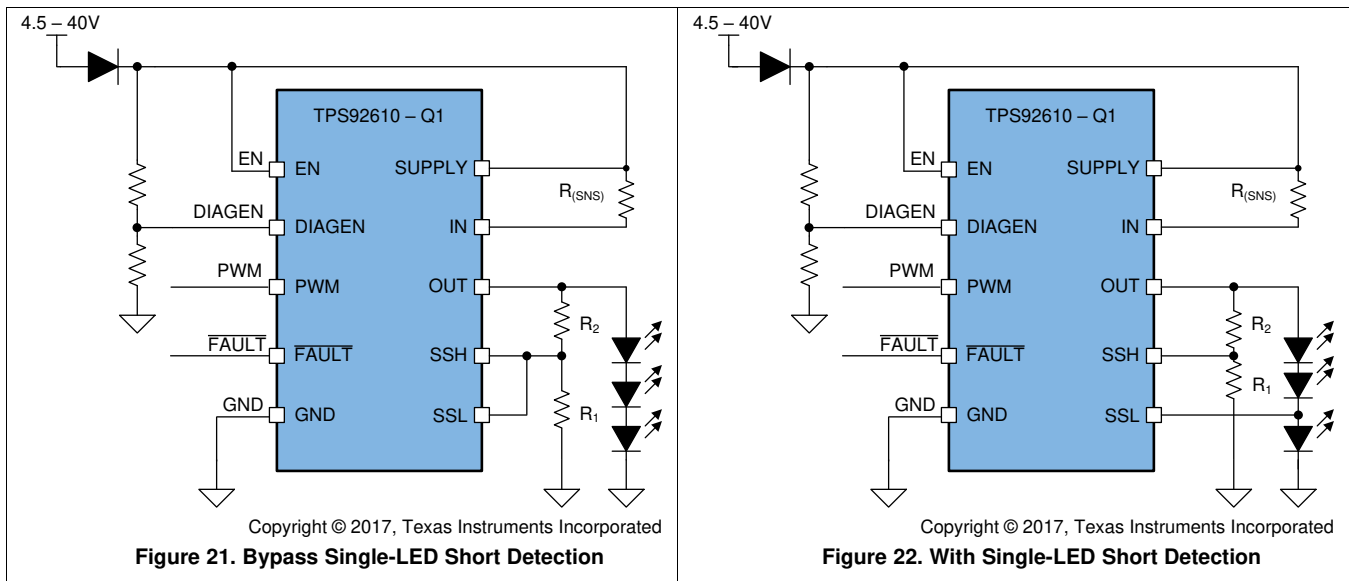 4.5 – 40V
TPS92610 – Q1
EN
EN
SUPPLY
R(SNS)
DIAGEN
DIAGEN
IN
PWM
PWM
OUT
R2
FAULT
FAULT
SSH
R1
GND
GND
SSL
Copyright © 2017, Texas Instruments Incorporated
Figure 21. Bypass Single-LED Short Detection
4.5 – 40V
TPS92610 – Q1
EN
EN
SUPPLY
R(SNS)
DIAGEN
DIAGEN
IN
PWM
PWM
OUT
R2
FAULT
FAULT
SSH
R1
GND
GND
SSL
Copyright © 2017, Texas Instruments Incorporated
Figure 22. With Single-LED Short Detection